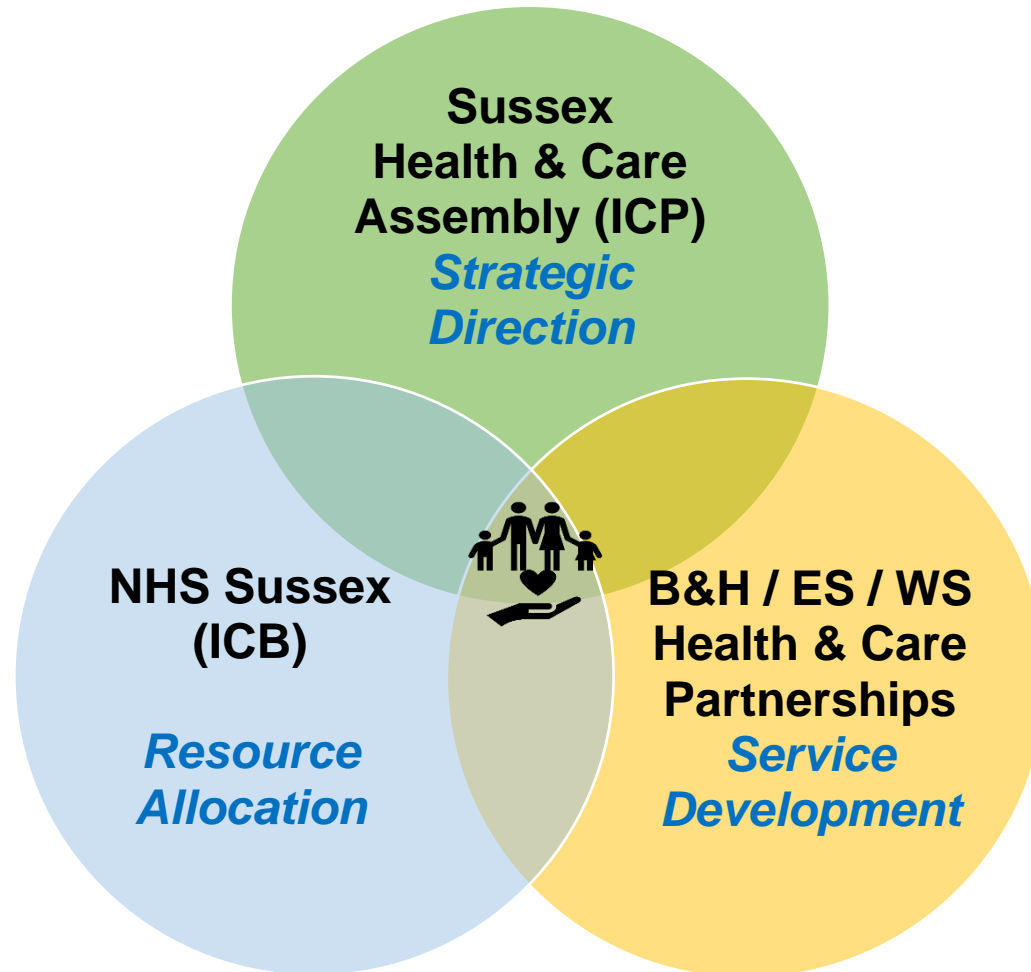 Sussex
Health & Care
Assembly (ICP)
Strategic
Direction
NHS Sussex
(ICB)
Resource
Allocation
B&H / ES / WS
Health & Care
Partnerships
Service
Development